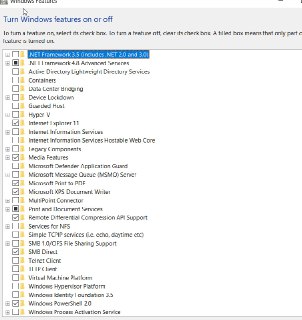 Windows Features
Turn Windows features on or off
To turn a feature on, select its check box. To turn a feature off, clear its check box. A filled box means that only part o
feature is turned on.
.NET Framework 3.5 (includes .NET 2.0 and 3.0)
.NET Framework 4.8 Advanced Services
Active Directory Lightweight Directory Services
Containers
Data Center Bridging
Device Lockdown
Guarded Host
Hyper-V
Internet Explorer 11
Internet Information Services
Internet Information Services Hostable Web Core
Legacy Components
Media Features
Microsoft Defender Application Guard
Microsoft Message Queue (MSMQ) Server
Microsoft Print to PDF
Microsoft XPS Document Writer
MultiPoint Connector
Print and Document Services
Remote Differential Compression API Support
Services for NFS
Simple TCPIP services (i.e. echo, daytime etc)
SMB 1.0/CIFS File Sharing Support
SMB Direct
Telnet Client
TFTP Client
Virtual Machine Platform
Windows Hypervisor Platform
Windows Identity Foundation 3.5
Windows PowerShell 2.0
Windows Process Activation Service